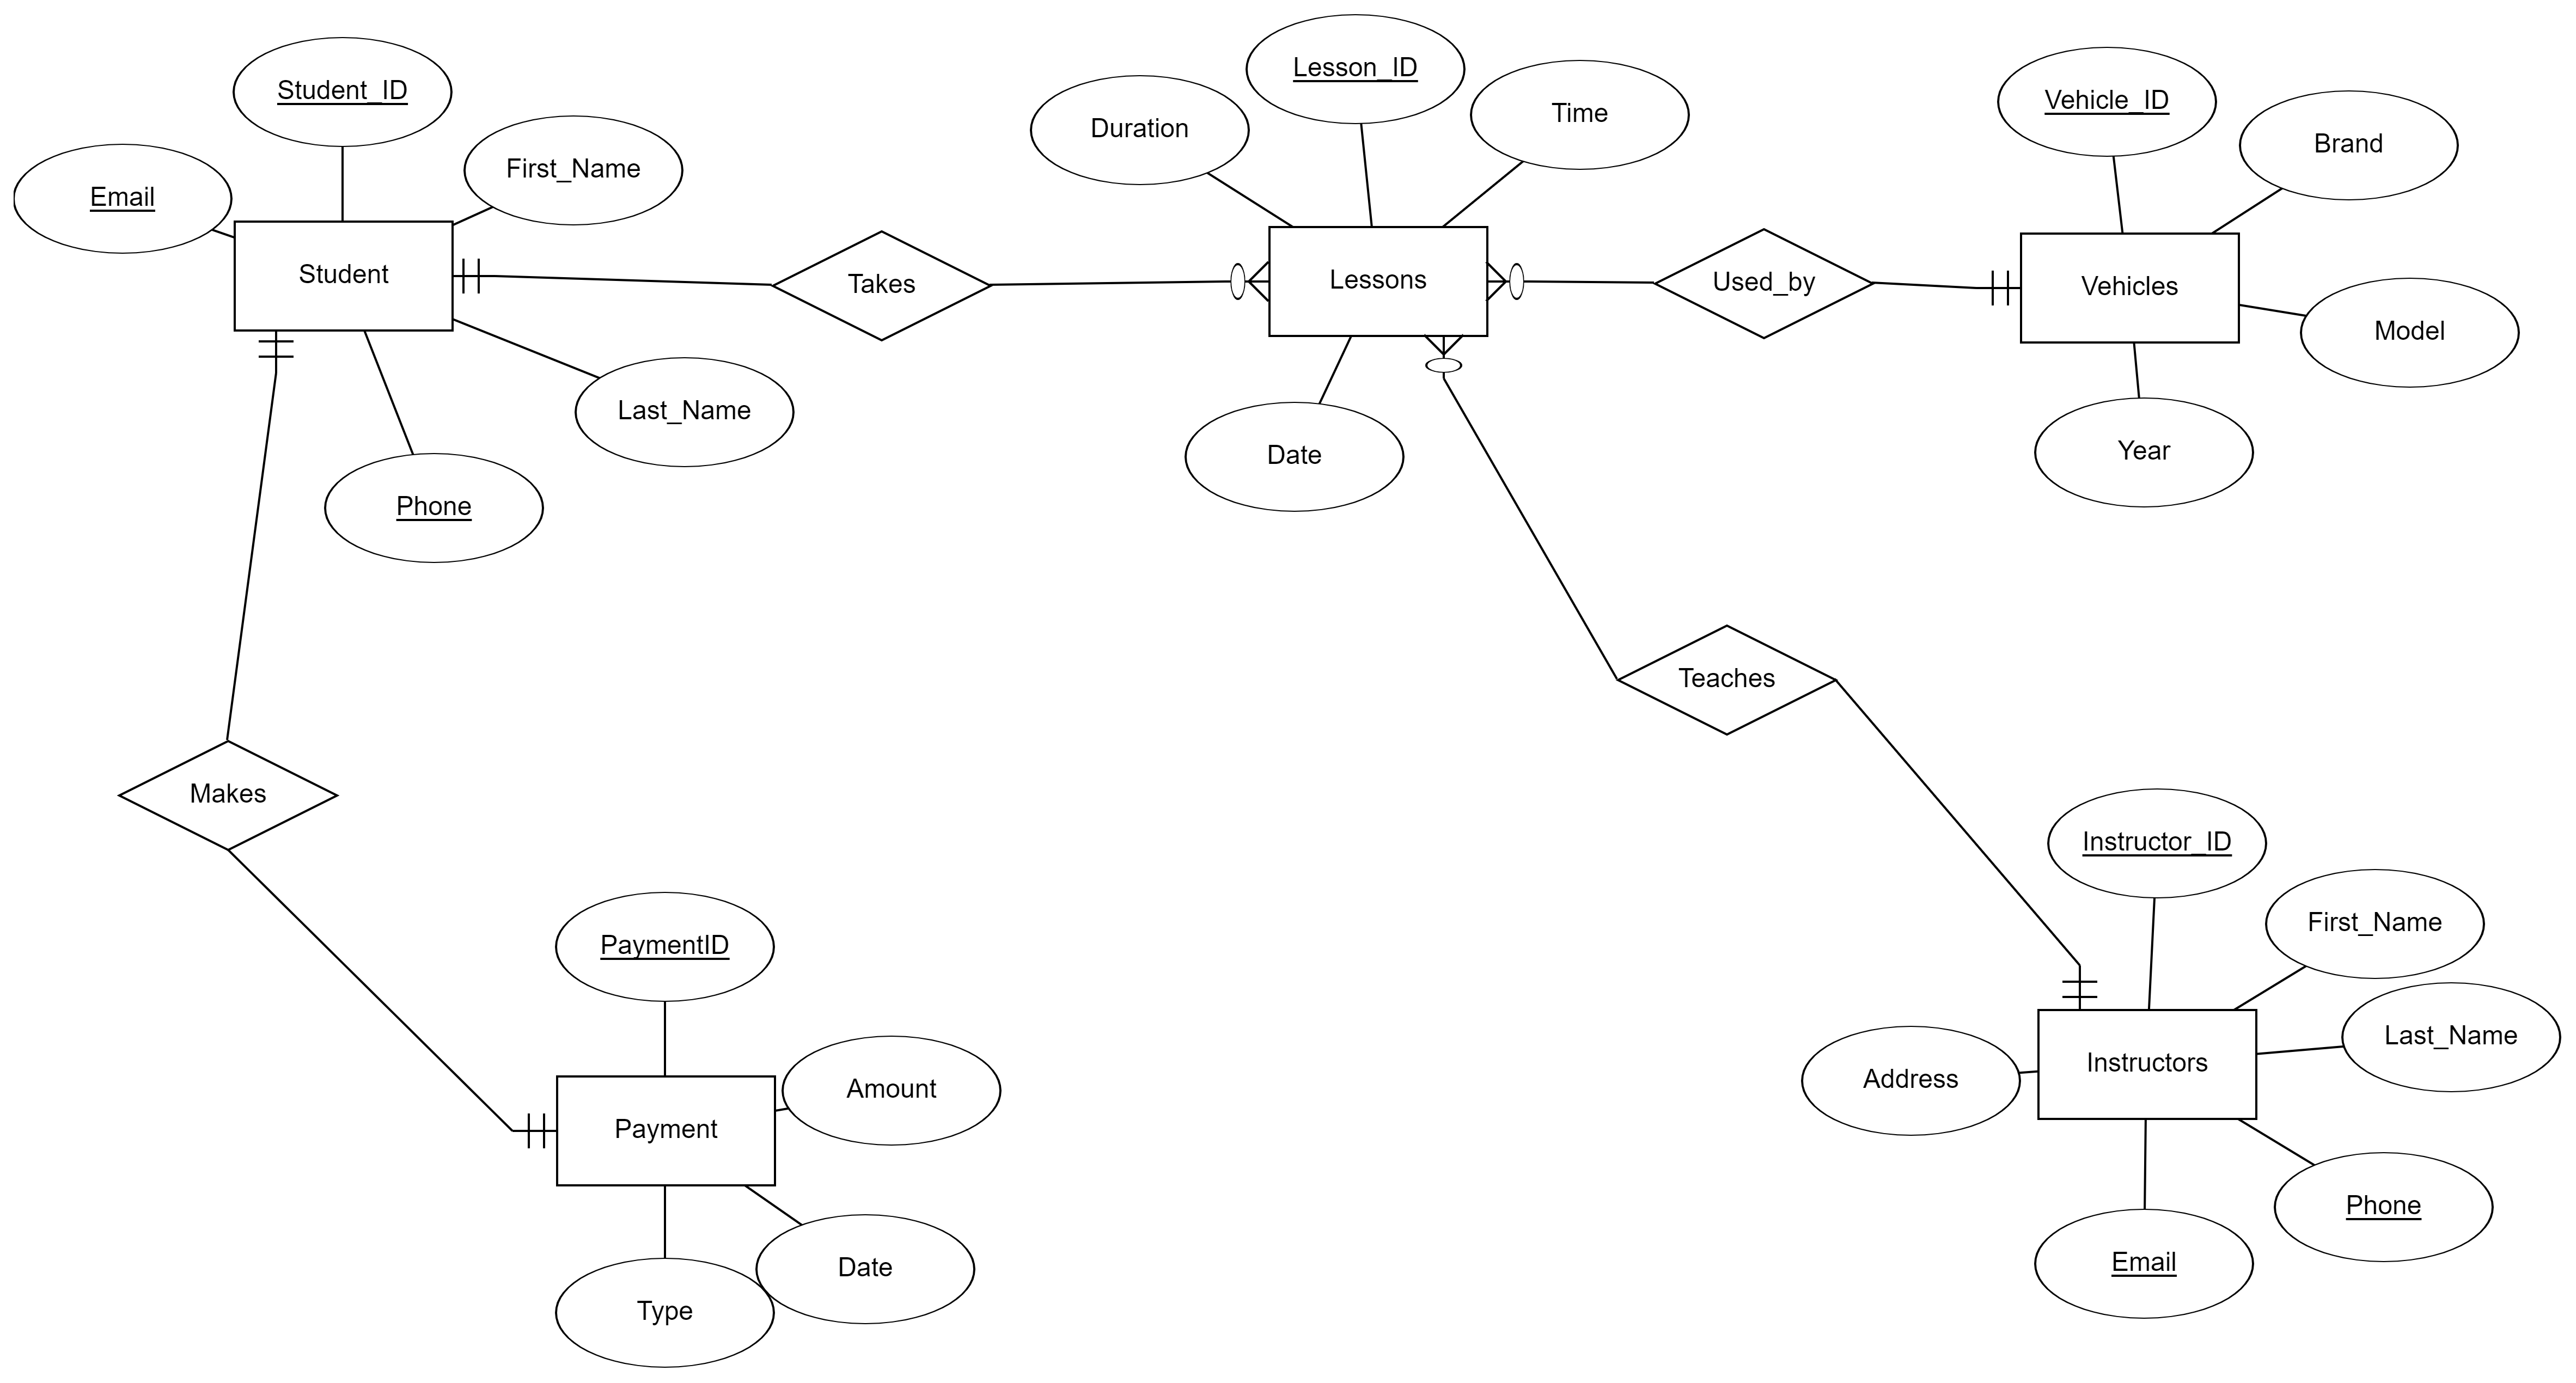 Student_ID
Email
First_Name
Student
Last_Name
Phone
Takes
Duration
Lesson_ID
Time
Lessons
Date
Used_by
Vehicle_ID
Brand
Vehicles
Model
Year
Teaches
Makes
PaymentID
Amount
Payment
Date
Type
Instructor_ID
First_Name
Last_Name
Instructors
Address
Phone
Email